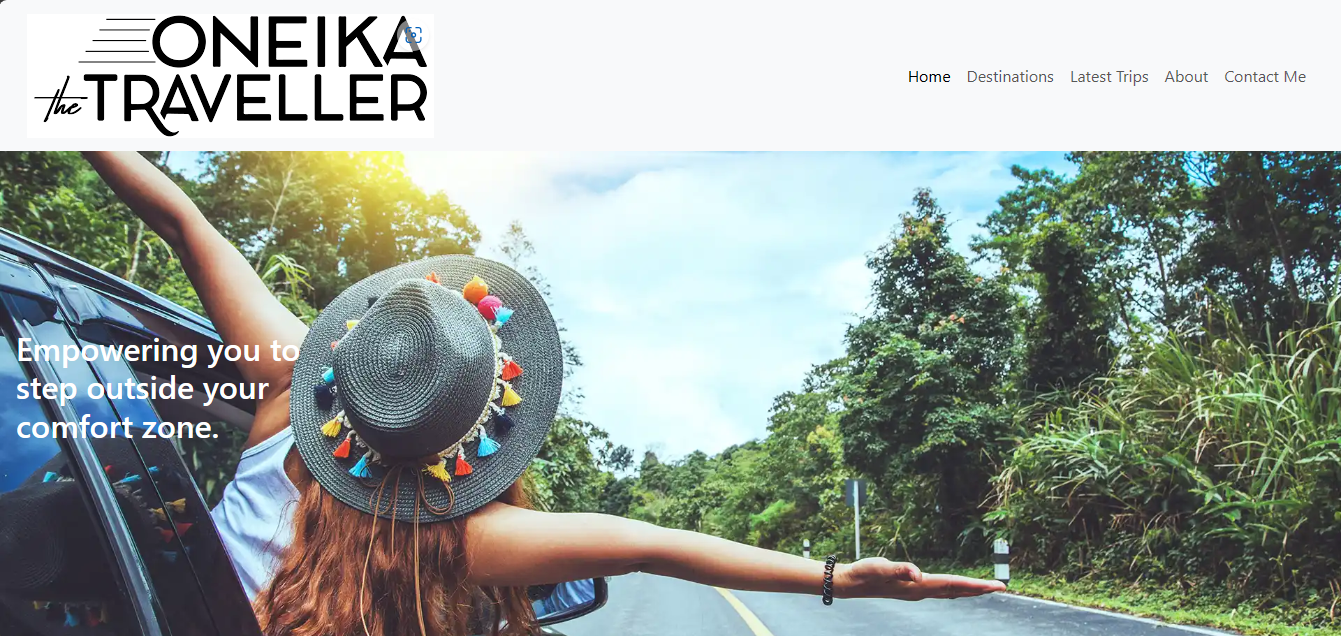 ONEIKA
the TRAVELLER
Home Destinations Latest Trips About Contact Me
Empowering you to
step outside your
comfort zone.